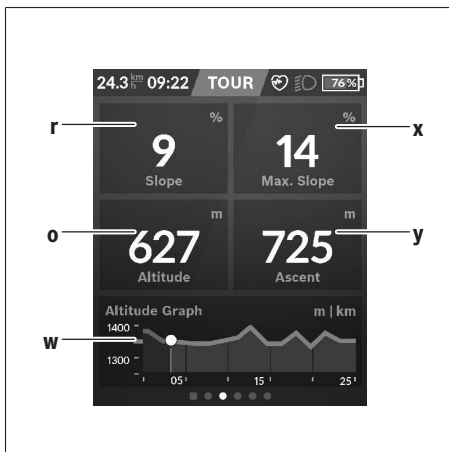 24.3 km/h 09:22 TOUR 76 %
% %
r 9 14 x
Slope Max. Slope
m m
o 627 725 y
Altitude Ascent
Altitude Graph m | km
1400
w
1300
05 15 25